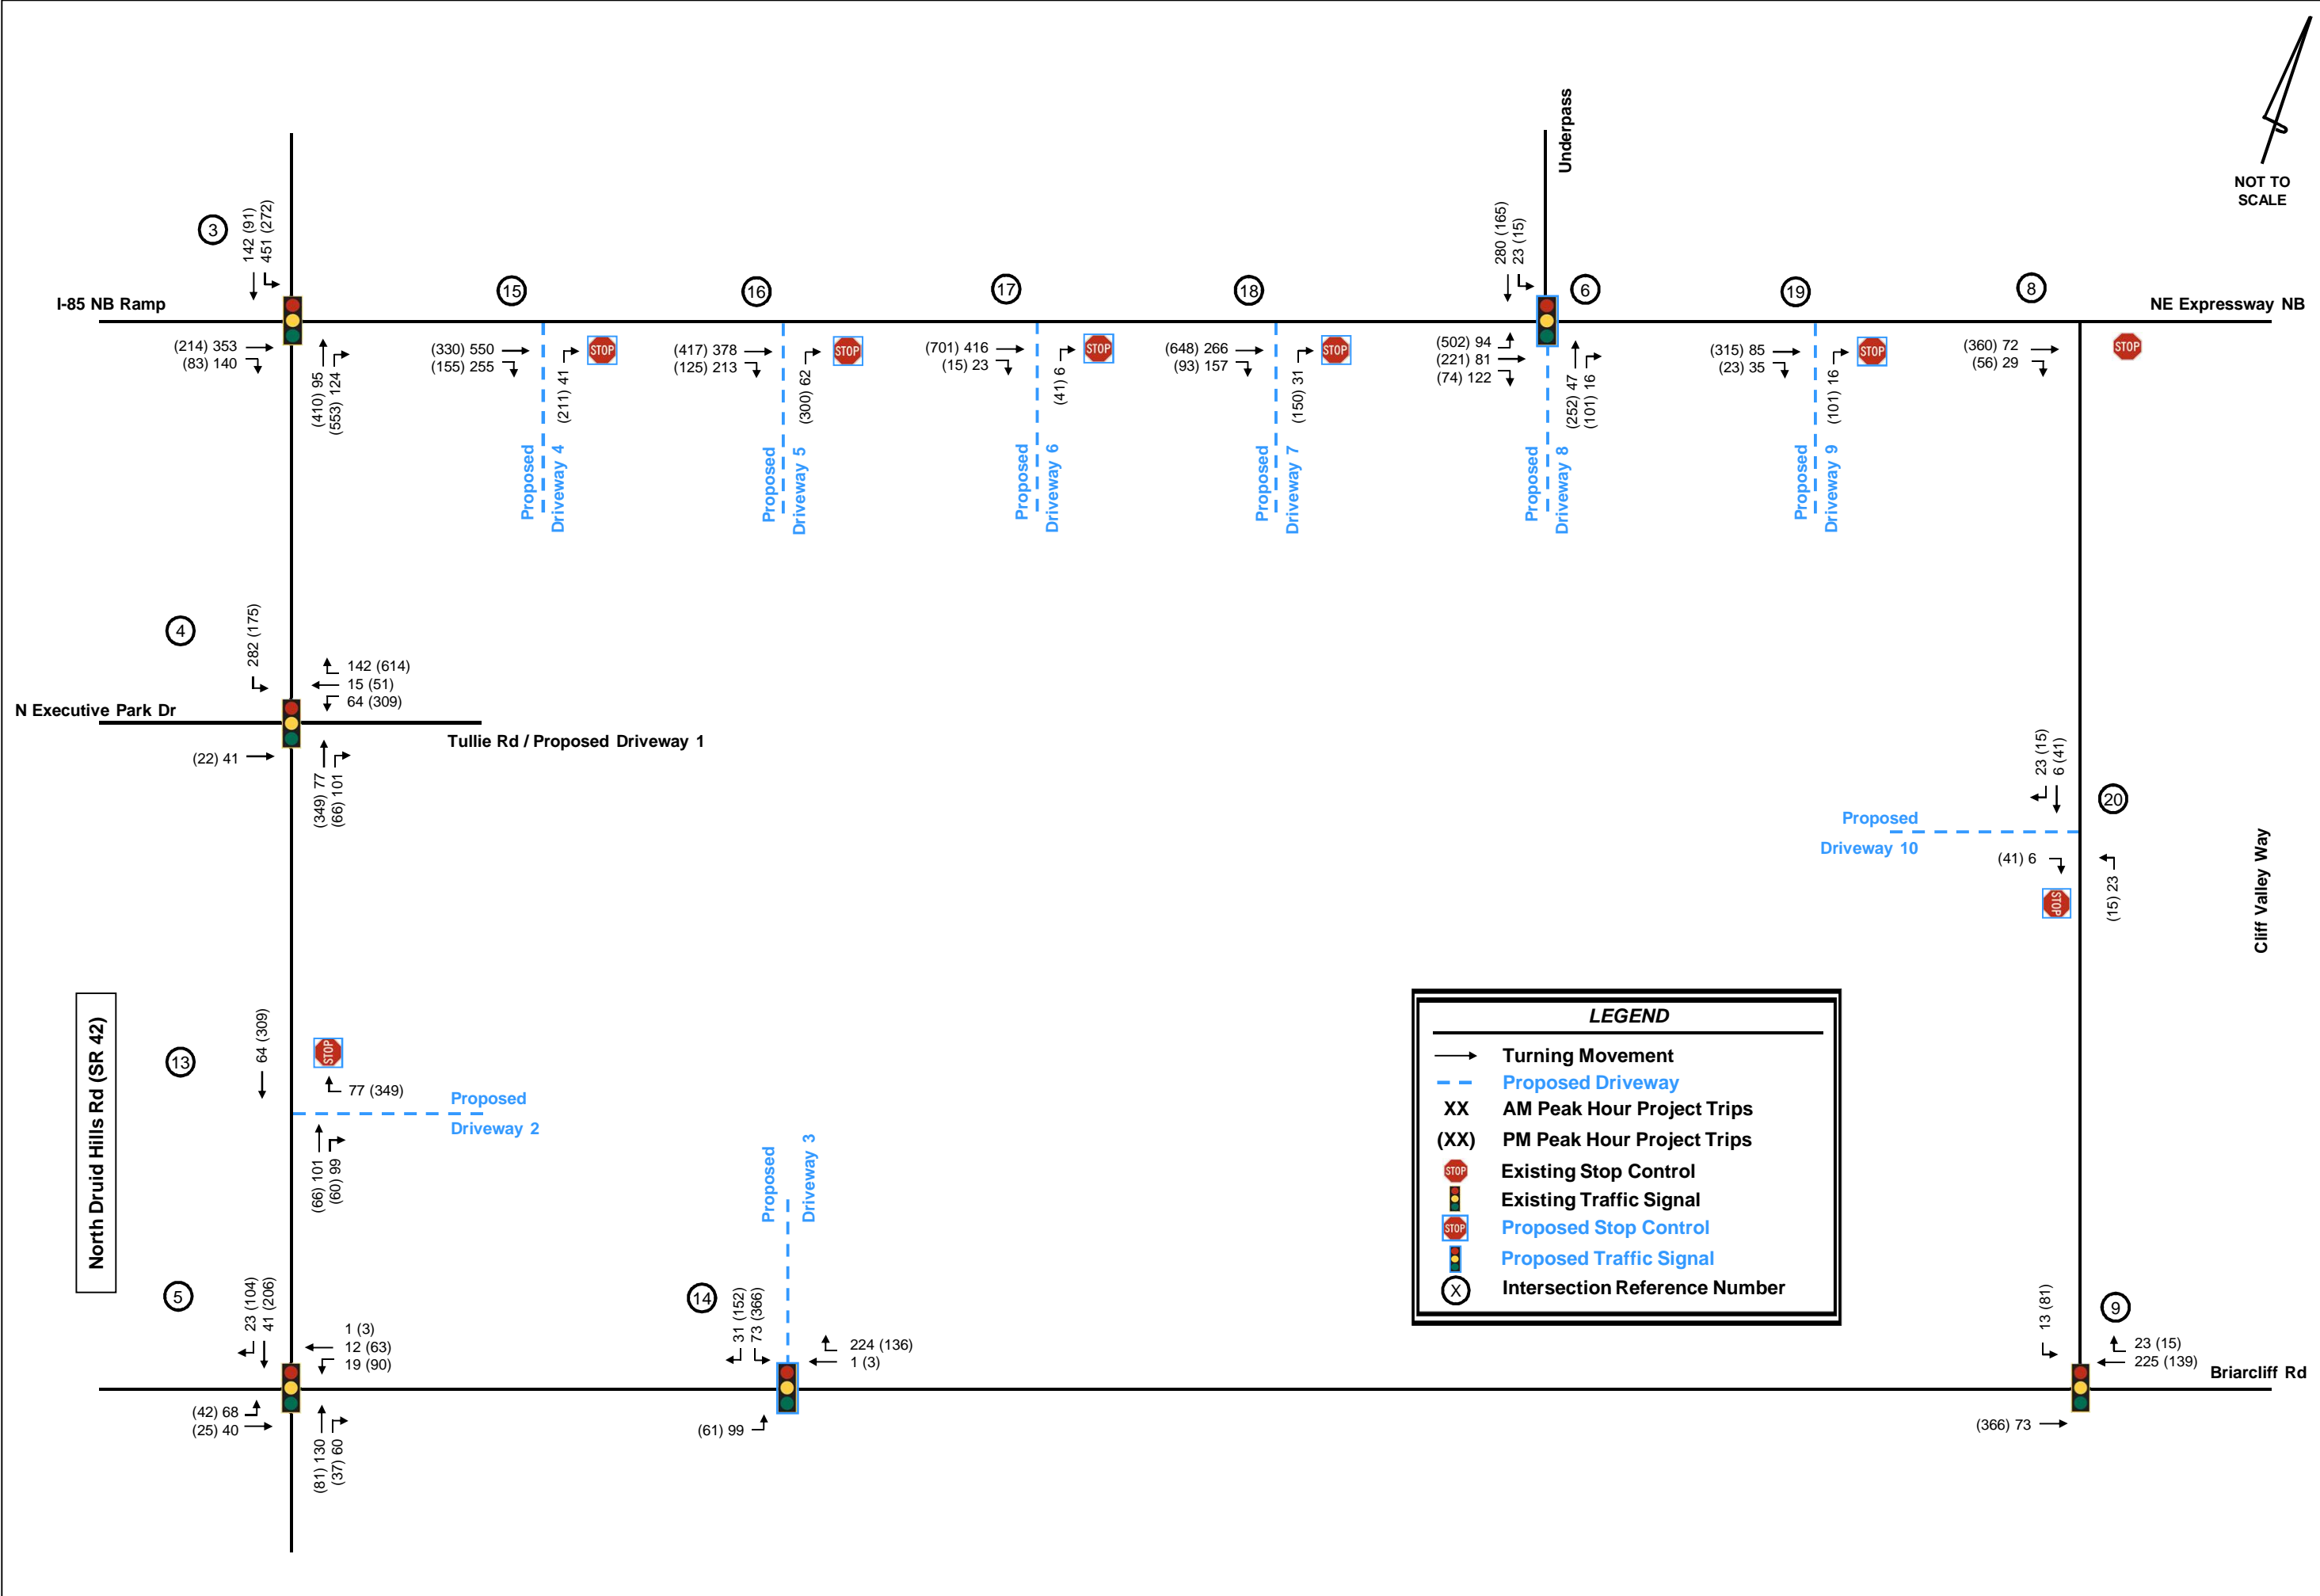 NOT TO
SCALE
Underpass
3
142 (91)
451 (272)
I-85 NB Ramp
(214) 353
(83) 140
(410) 95
(553) 124
15
(330) 550
(155) 255
(211) 41
STOP
Proposed
Driveway 4
16
(417) 378
(125) 213
(300) 62
STOP
Proposed
Driveway 5
17
(701) 416
(15) 23
(41) 6
STOP
Proposed
Driveway 6
18
(648) 266
(93) 157
(150) 31
STOP
Proposed
Driveway 7
280 (165)
23 (15)
6
(502) 94
(221) 81
(74) 122
(252) 47
(101) 16
Proposed
Driveway 8
19
(315) 85
(23) 35
(101) 16
STOP
Proposed
Driveway 9
8
NE Expressway NB
(360) 72
(56) 29
STOP
4
282 (175)
142 (614)
15 (51)
64 (309)
N Executive Park Dr
Tullie Rd / Proposed Driveway 1
(22) 41
(349) 77
(66) 101
23 (15)
6 (41)
20
Proposed
Driveway 10
(41) 6
STOP
(15) 23
Cliff Valley Way
North Druid Hills Rd (SR 42)
13
64 (309)
STOP
77 (349)
Proposed
Driveway 2
(66) 101
(60) 99
5
23 (104)
41 (206)
1 (3)
12 (63)
19 (90)
(42) 68
(25) 40
(81) 130
(37) 60
14
31 (152)
73 (366)
Proposed
Driveway 3
224 (136)
1 (3)
(61) 99
LEGEND
Turning Movement
Proposed Driveway
XX AM Peak Hour Project Trips
(XX) PM Peak Hour Project Trips
STOP Existing Stop Control
Existing Traffic Signal
STOP Proposed Stop Control
Proposed Traffic Signal
X Intersection Reference Number
13 (81)
9
23 (15)
225 (139)
Briarcliff Rd
(366) 73